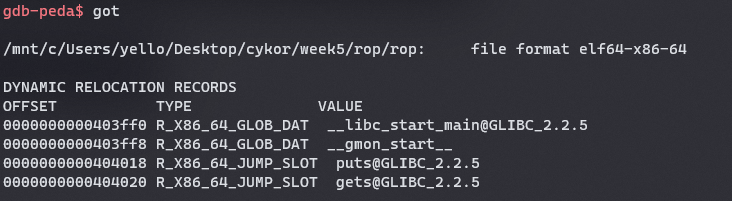 gdb-peda$ got
/mnt/c/Users/yello/Desktop/cykor/week5/rop/rop:     file format elf64-x86-64
DYNAMIC RELOCATION RECORDS
OFFSET           TYPE              VALUE
0000000000403ff0 R_X86_64_GLOB_DAT  __libc_start_main@GLIBC_2.2.5
0000000000403ff8 R_X86_64_GLOB_DAT  __gmon_start__
0000000000404018 R_X86_64_JUMP_SLOT  puts@GLIBC_2.2.5
0000000000404020 R_X86_64_JUMP_SLOT  gets@GLIBC_2.2.5